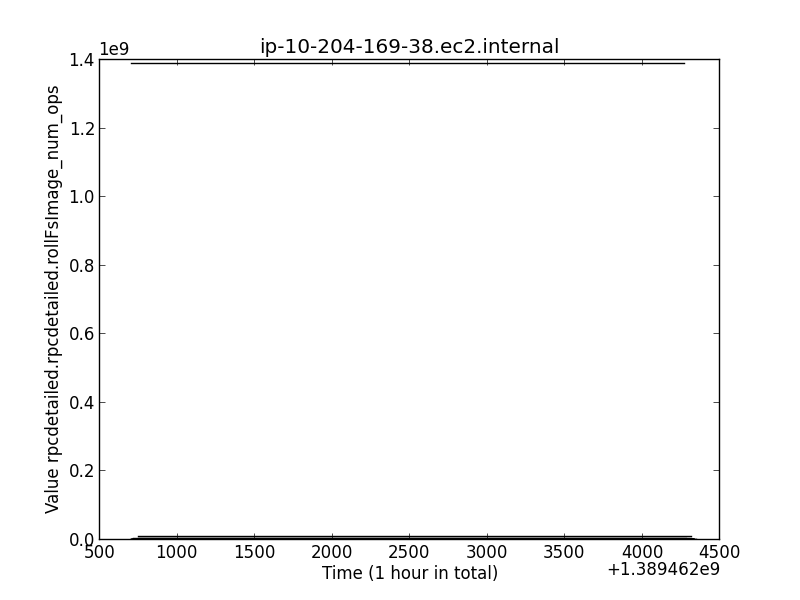 ip-10-204-169-38.ec2.internal
1e9
1.4
1.2
1.0
0.8
0.6
0.4
0.2
0.0
Value rpcdetailed.rpcdetailed.rollFsImage_num_ops
500 1000 1500 2000 2500 3000 3500 4000 4500
Time (1 hour in total)
+1.389462e9